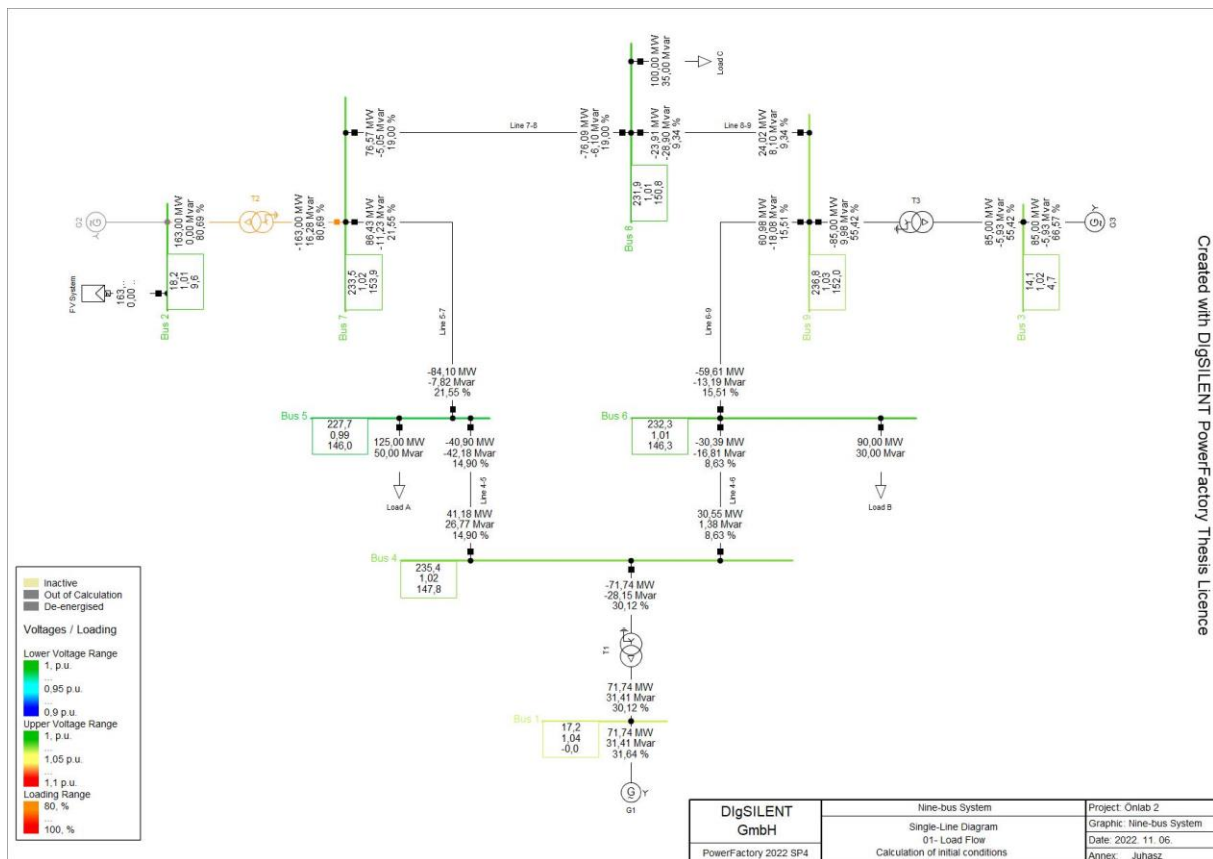 100,00 MW
35,00 Mvar
Load C
76,57 MW
-5,05 Mvar
19,00 %
Line 7-8
-76,09 MW
-6,10 Mvar
19,00 %
-23,91 MW
-28,90 Mvar
9,34 %
Line 8-9
24,02 MW
8,10 Mvar
9,34 %
231,9
1,01
150,8
Bus 8
G2
G
Y
163,00 MW
0,00 Mvar
80,69 %
T2
-163,00 MW
16,28 Mvar
80,69 %
86,43 MW
-11,23 Mvar
21,55 %
FV System
163,...
0,00 ..
18,2
1,01
9,6
Bus 2
233,5
1,02
153,9
Bus 7
Line 5-7
60,98 MW
-18,08 Mvar
15,51 %
-85,00 MW
9,98 Mvar
55,42 %
T3
85,00 MW
-5,93 Mvar
55,42 %
85,00 MW
-5,93 Mvar
66,57 %
G
Y
G3
Line 6-9
236,8
1,03
152,0
Bus 9
14,1
1,02
4,7
Bus 3
-84,10 MW
-7,82 Mvar
21,55 %
-59,61 MW
-13,19 Mvar
15,51 %
Bus 5
227,7
0,99
146,0
125,00 MW
50,00 Mvar
Load A
-40,90 MW
-42,18 Mvar
14,90 %
Line 4-5
41,18 MW
26,77 Mvar
14,90 %
Bus 6
232,3
1,01
146,3
-30,39 MW
-16,81 Mvar
8,63 %
Line 4-6
30,55 MW
1,38 Mvar
8,63 %
90,00 MW
30,00 Mvar
Load B
Bus 4
235,4
1,02
147,8
-71,74 MW
-28,15 Mvar
30,12 %
T1
71,74 MW
31,41 Mvar
30,12 %
Bus 1
17,2
1,04
-0,0
71,74 MW
31,41 Mvar
31,64 %
G
Y
G1
Inactive
Out of Calculation
De-energised
Voltages / Loading
Lower Voltage Range
1, p.u.
...
0,95 p.u.
...
0,9 p.u.
Upper Voltage Range
1, p.u.
...
1,05 p.u.
...
1,1 p.u.
Loading Range
80, %
...
100, %
DIgSILENT
GmbH
PowerFactory 2022 SP4
Nine-bus System
Single-Line Diagram
01- Load Flow
Calculation of initial conditions
Project: Önlab 2
Graphic: Nine-bus System
Date: 2022. 11. 06.
Annex: Juhasz
Created with DIgSILENT PowerFactory Thesis Licence